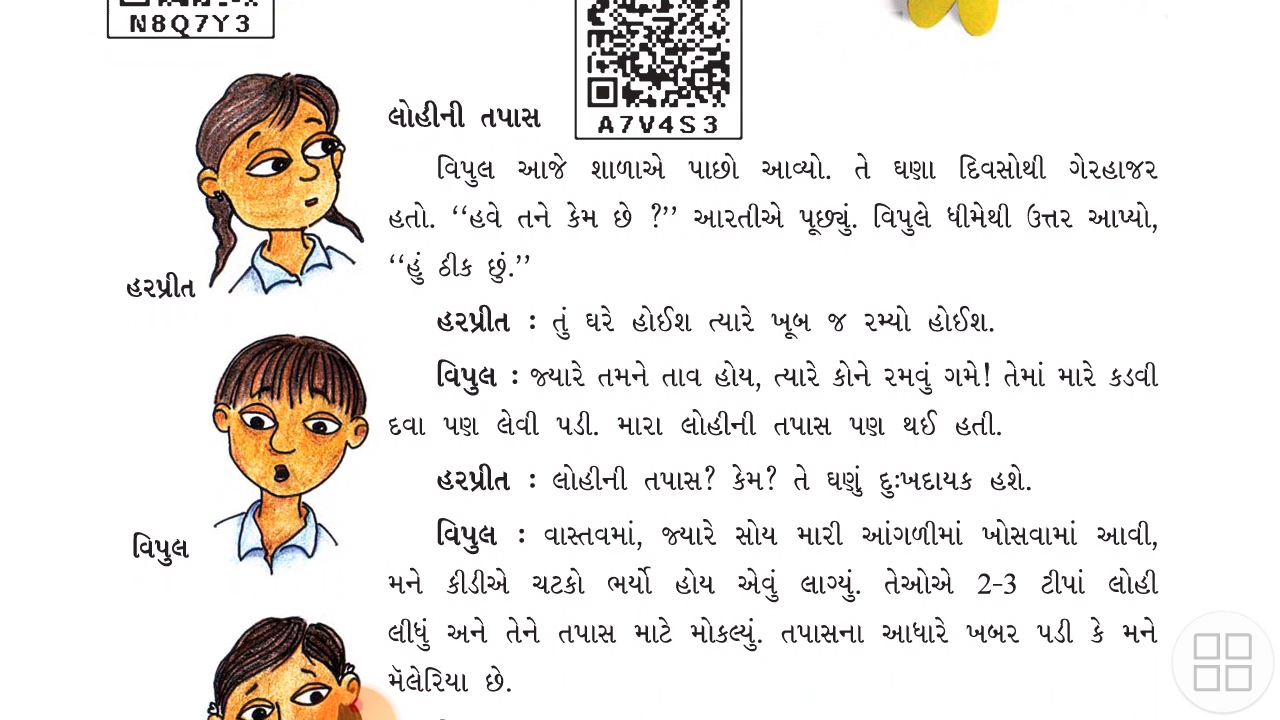 N8Q7Y3
A7V4S3
લોહીની તપાસ
વિપુલ આજે શાળાએ પાછો આવ્યો. તે ઘણા દિવસોથી ગેરહાજર
હતો. ‘‘હવે તને કેમ છે ?’’ આરતીએ પૂછ્યું. વિપુલે ધીમેથી ઉત્તર આપ્યો,
‘‘હું ઠીક છું.’’
હરપ્રીત
હરપ્રીત : તું ઘરે હોઈશ ત્યારે ખૂબ જ રમ્યો હોઈશ.
વિપુલ : જ્યારે તમને તાવ હોય, ત્યારે કોને રમવું ગમે! તેમાં મારે કડવી
દવા પણ લેવી પડી. મારા લોહીની તપાસ પણ થઈ હતી.
હરપ્રીત : લોહીની તપાસ? કેમ? તે ઘણું દુઃખદાયક હશે.
વિપુલ
વિપુલ : વાસ્તવમાં, જ્યારે સોય મારી આંગળીમાં ખોસવામાં આવી,
મને કીડીએ ચટકો ભર્યો હોય એવું લાગ્યું. તેઓએ 2-3 ટીપાં લોહી
લીધું અને તેને તપાસ માટે મોકલ્યું. તપાસના આધારે ખબર પડી કે મને
મૅલેરિયા છે.